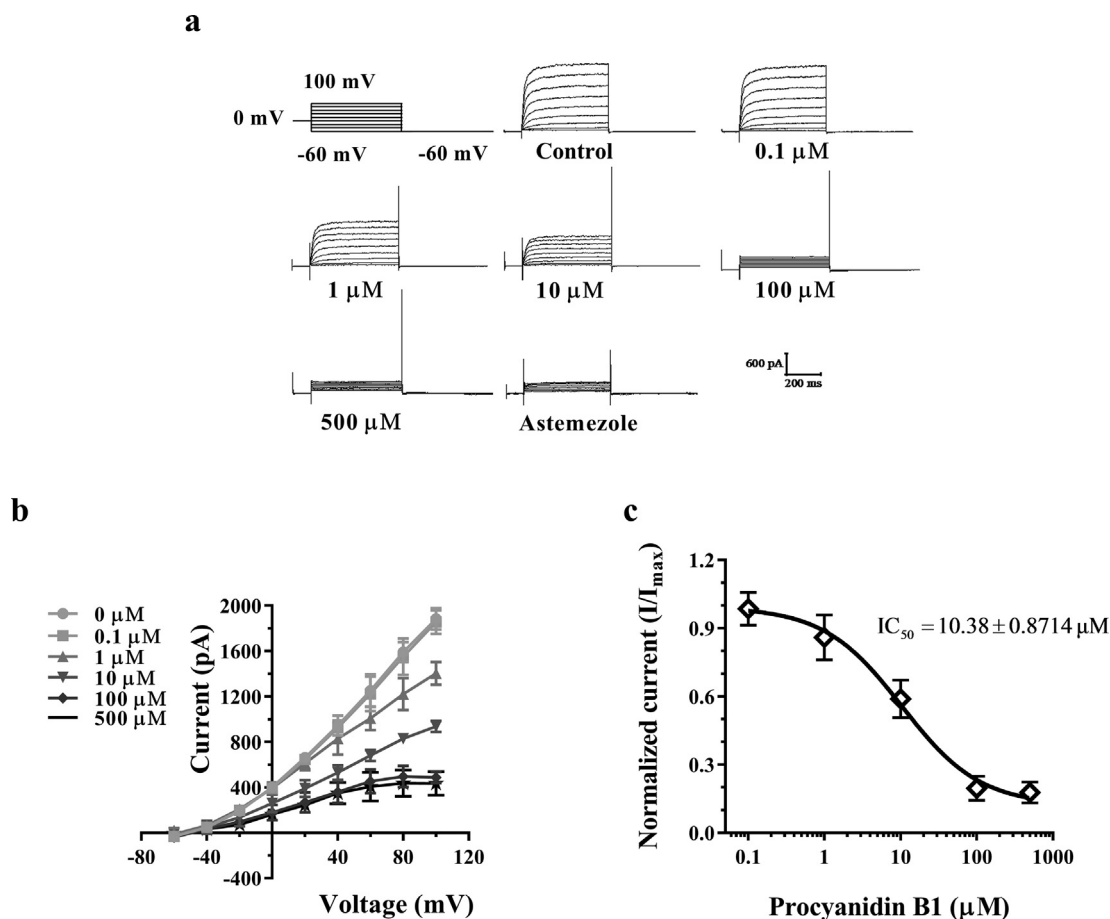 a
100 mV
0 mV
-60 mV
-60 mV
Control
0.1 μM
1 μM
10 μM
100 μM
500 μM
Astemezole
600 pA
200 ms
b
0 μM
0.1 μM
1 μM
10 μM
100 μM
500 μM
Current (pA)
2000
1600
1200
800
400
-400
-80
-40
40
80
120
Voltage (mV)
c
Normalized current (I/Imax)
1.2
0.9
0.6
0.3
0.0
IC50 = 10.38 ± 0.8714 μM
0.1
1
10
100
1000
Procyanidin B1 (μM)